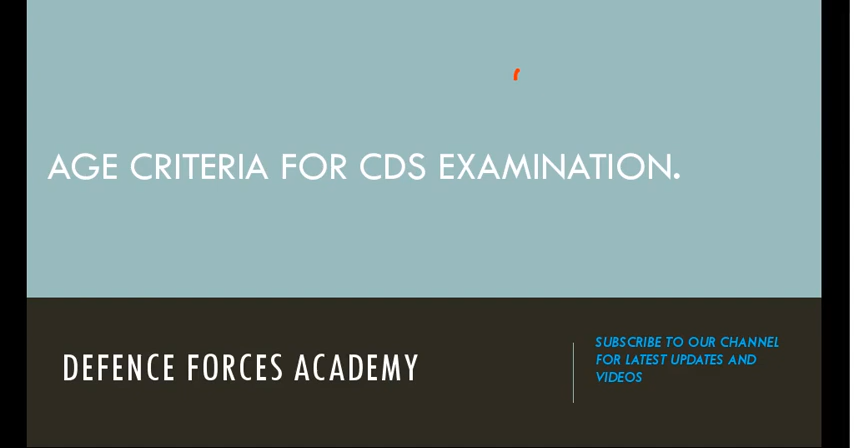 AGE CRITERIA FOR CDS EXAMINATION.
DEFENCE FORCES ACADEMY
SUBSCRIBE TO OUR CHANNEL
FOR LATEST UPDATES AND
VIDEOS